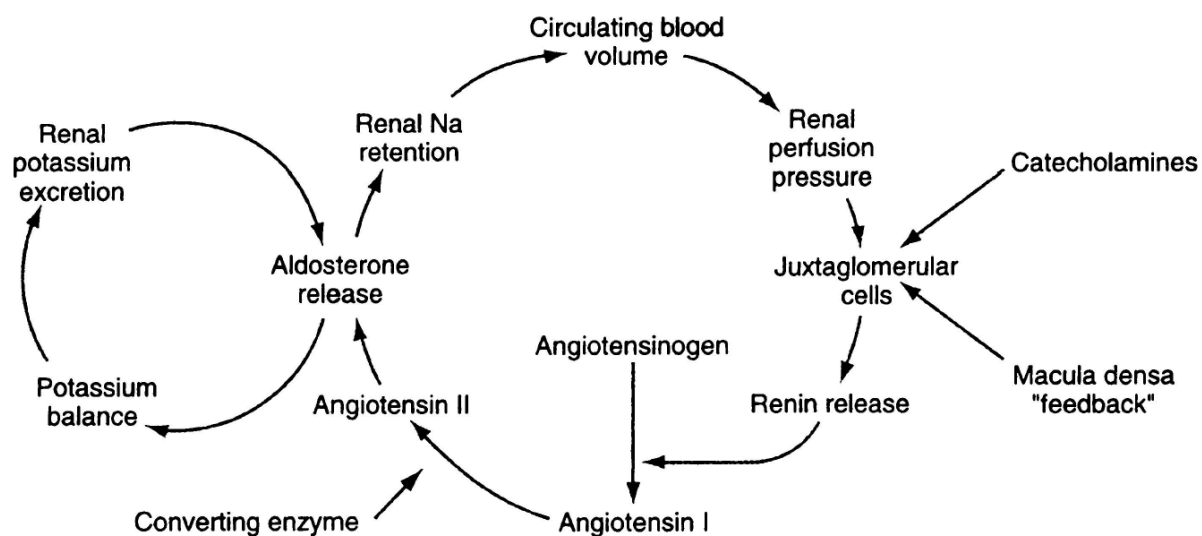 Circulating blood
volume
Renal Na
retention
Renal
perfusion
pressure
Renal
potassium
excretion
Catecholamines
Aldosterone
release
Juxtaglomerular
cells
Angiotensinogen
Potassium
balance
Angiotensin II
Renin release
Macula densa
"feedback"
Converting enzyme
Angiotensin I